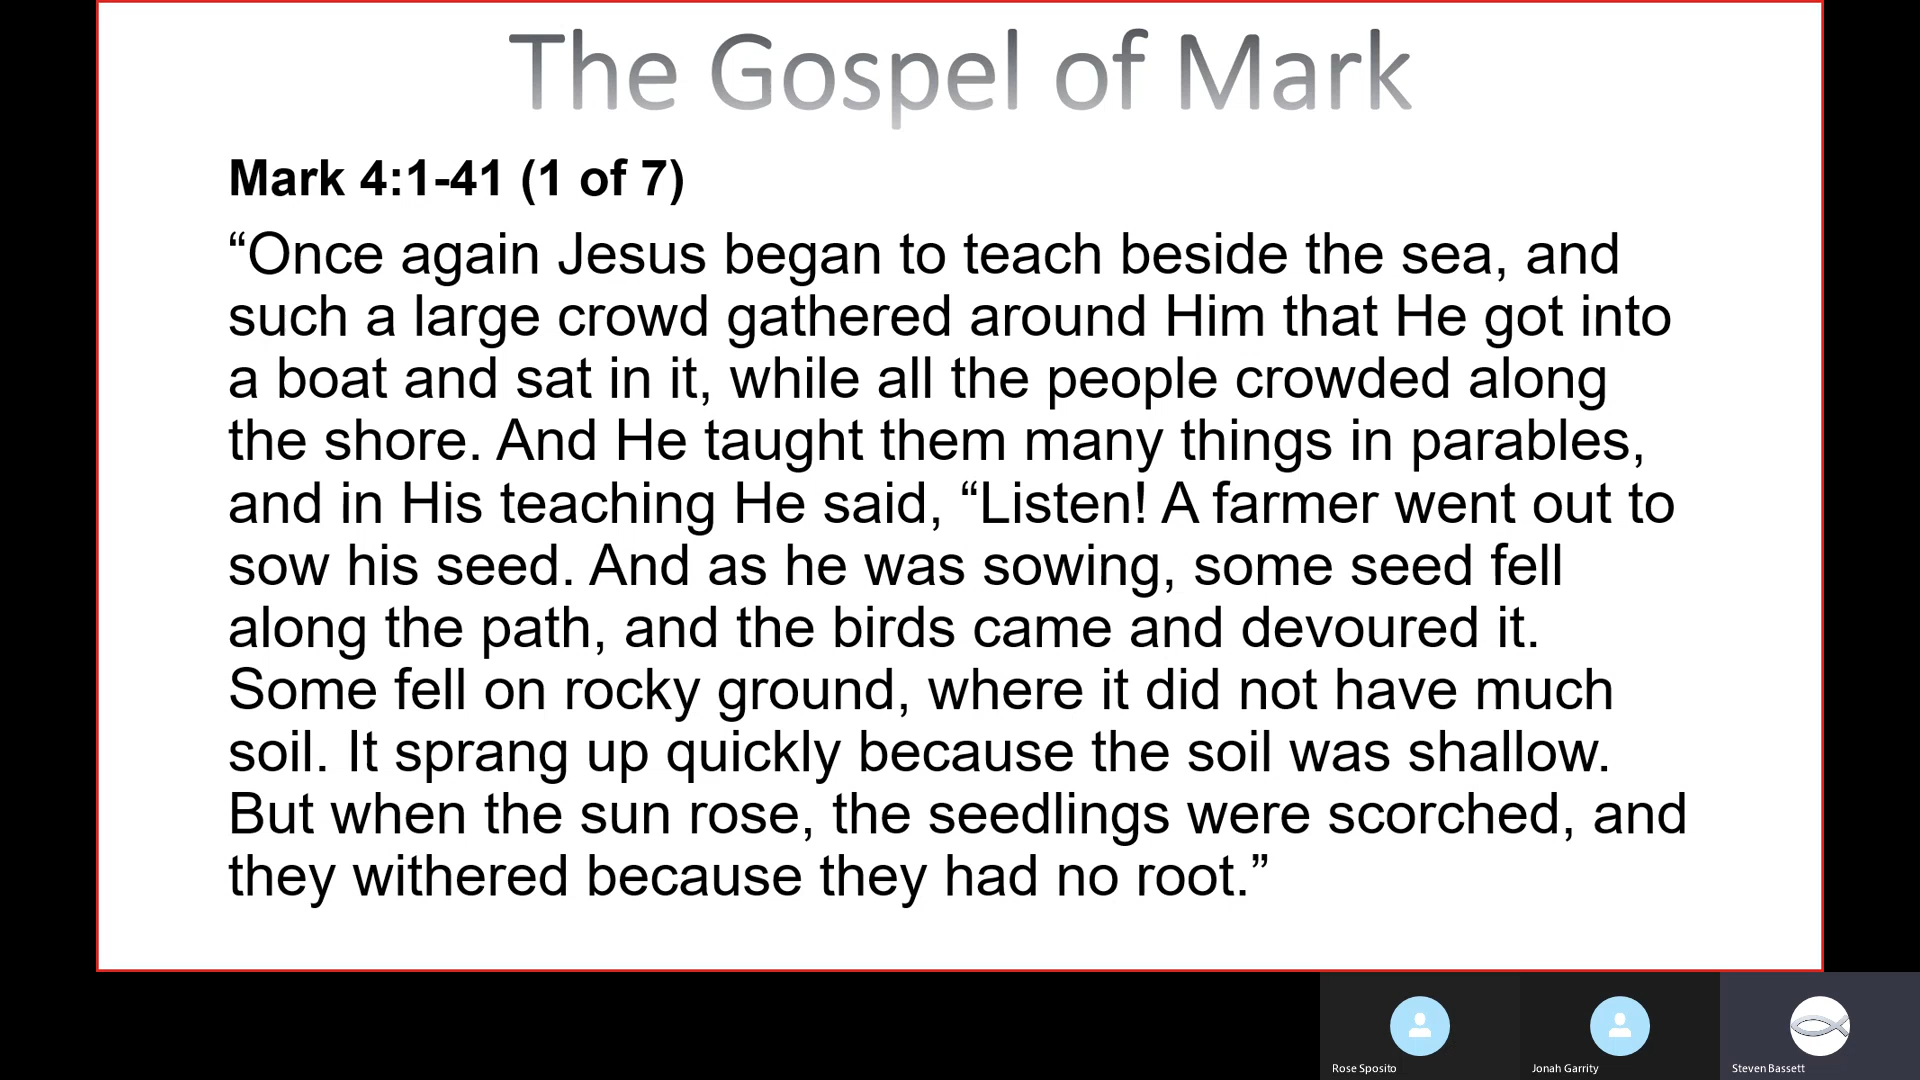 The Gospel of Mark
Mark 4:1-41 (1 of 7)
“Once again Jesus began to teach beside the sea, and
such a large crowd gathered around Him that He got into
a boat and sat in it, while all the people crowded along
the shore. And He taught them many things in parables,
and in His teaching He said, “Listen! A farmer went out to
sow his seed. And as he was sowing, some seed fell
along the path, and the birds came and devoured it.
Some fell on rocky ground, where it did not have much
soil. It sprang up quickly because the soil was shallow.
But when the sun rose, the seedlings were scorched, and
they withered because they had no root.”
Rose Sposito
Jonah Garrity
Steven Bassett